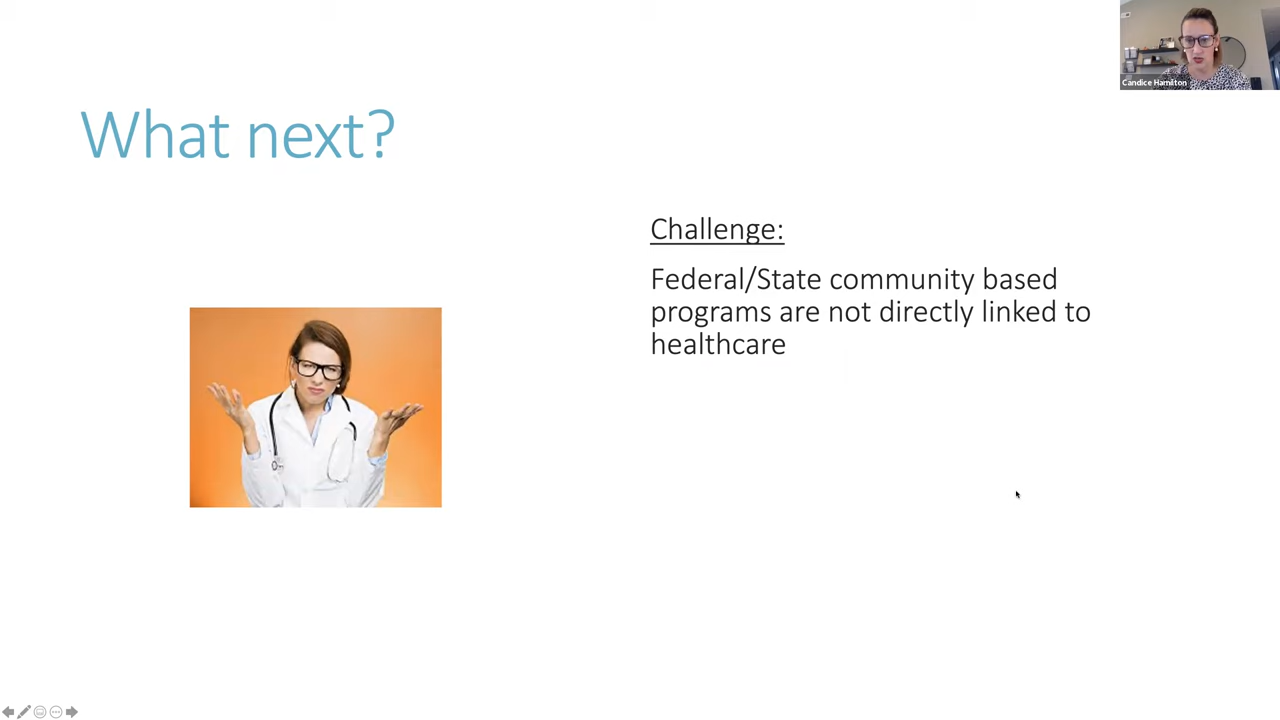 Candice Hamilton
What next?
Challenge:
Federal/State community based
programs are not directly linked to
healthcare